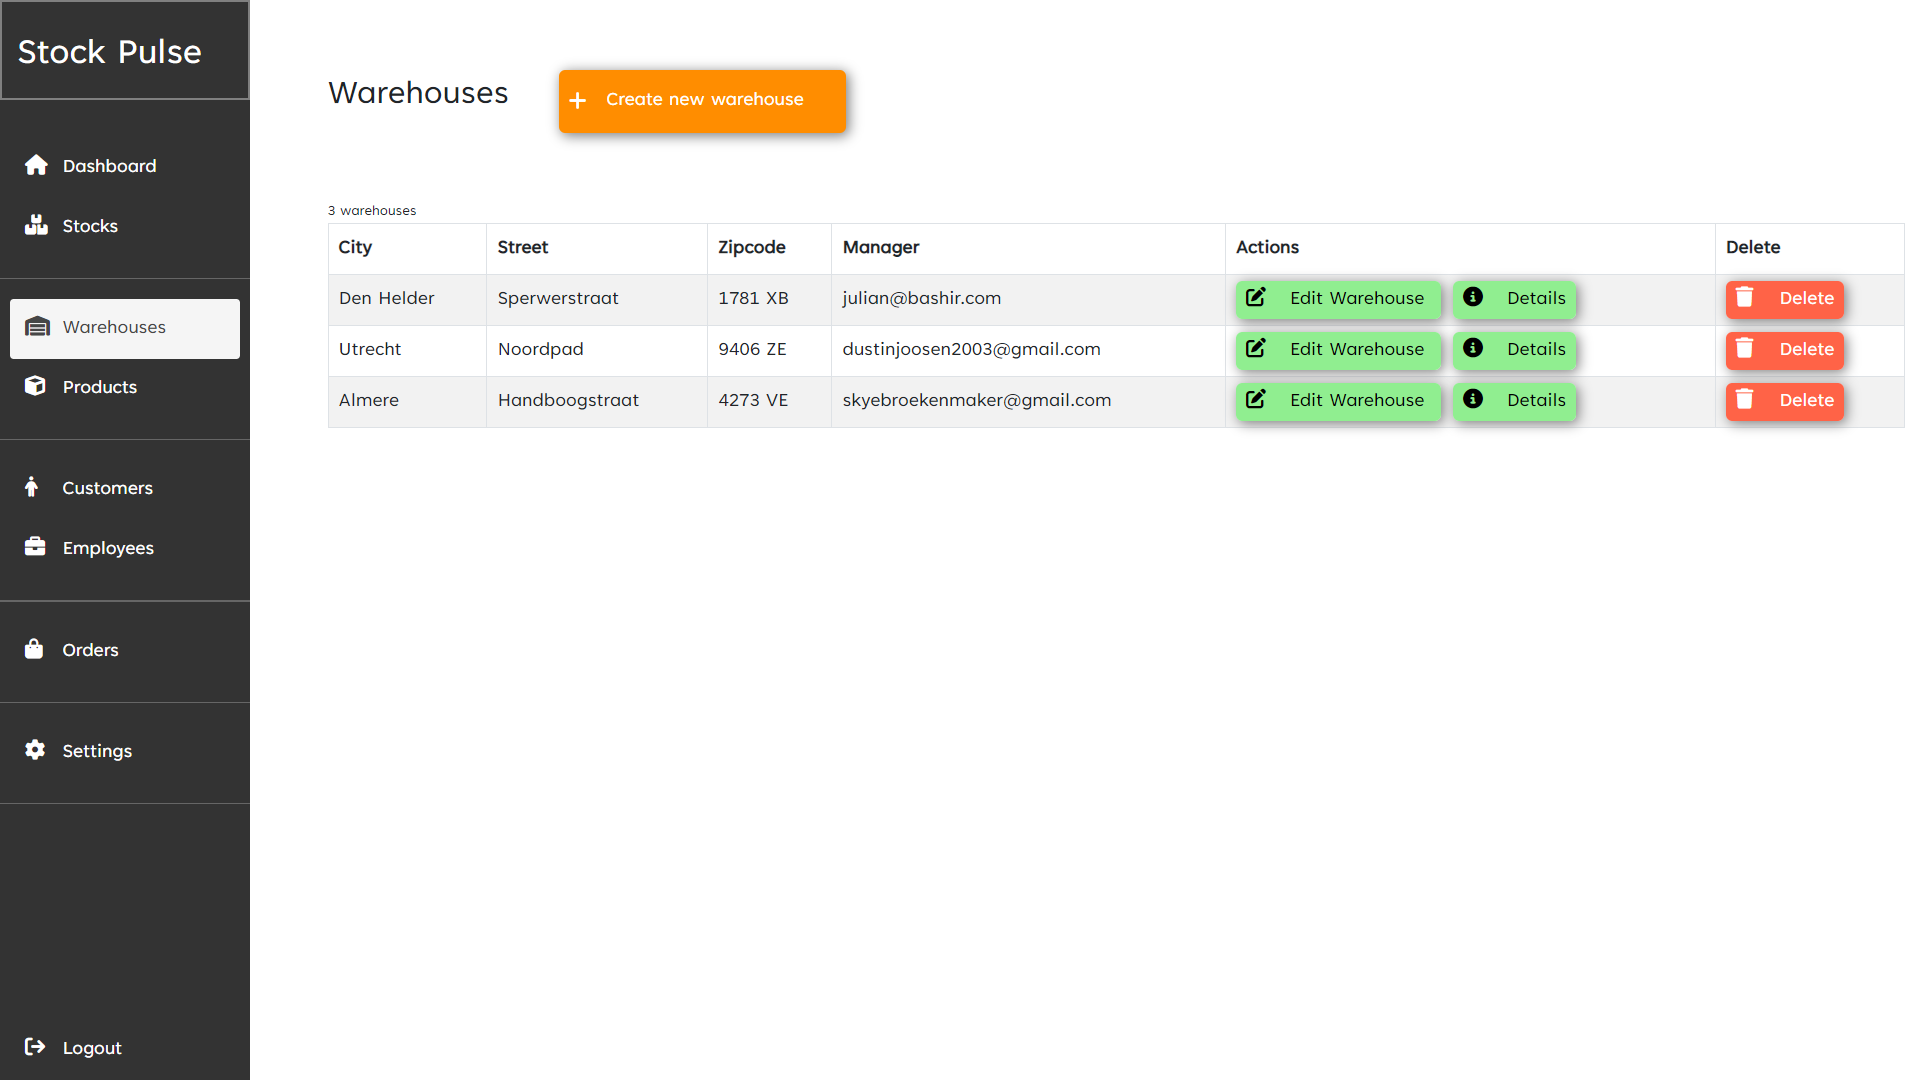 Stock Pulse
Dashboard
Stocks
Warehouses
Products
Customers
Employees
Orders
Settings
Logout
Warehouses
Create new warehouse
3 warehouses
City Street Zipcode Manager Actions Delete
Den Helder Sperwerstraat 1781 XB julian@bashir.com Edit Warehouse Details Delete
Utrecht Noordpad 9406 ZE dustinjoosen2003@gmail.com Edit Warehouse Details Delete
Almere Handboogstraat 4273 VE skyebroekenmaker@gmail.com Edit Warehouse Details Delete